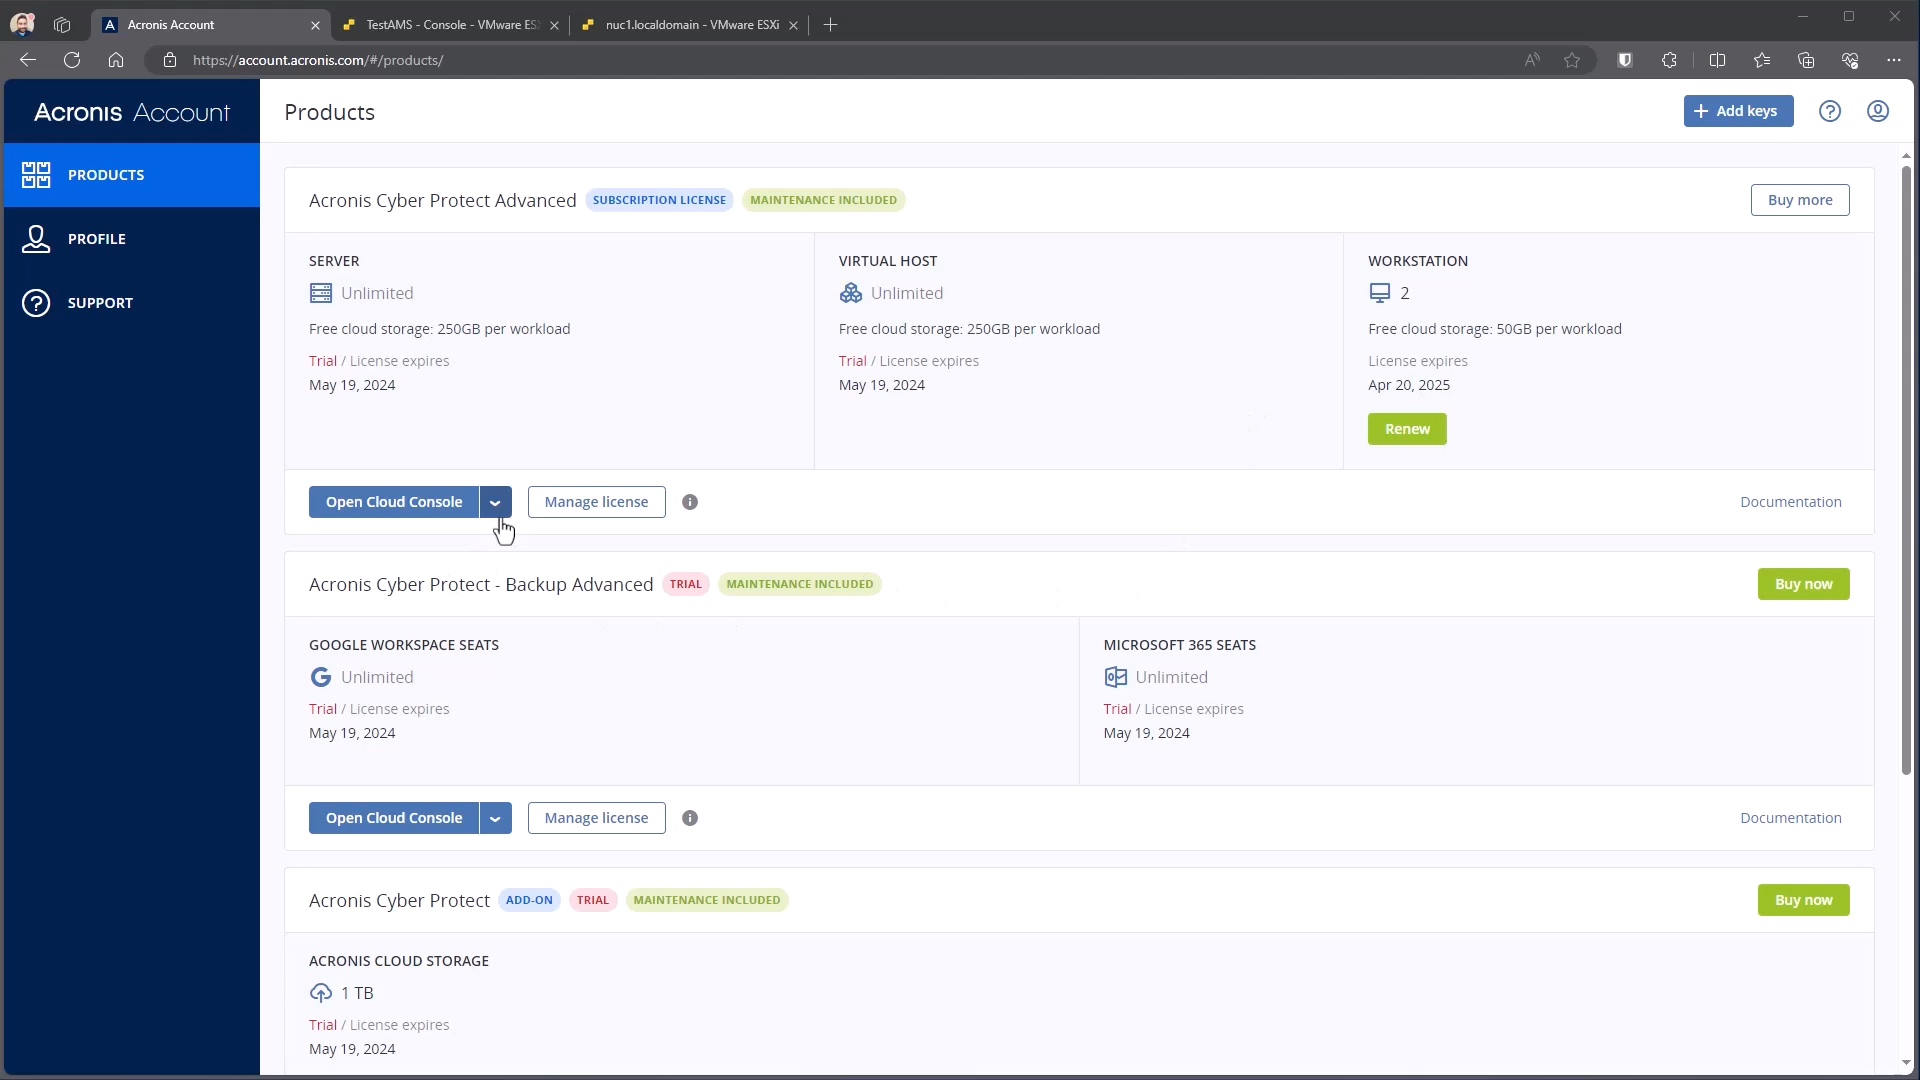 Acronis Account
TestAMS - Console - VMware ES
nuc1.localdomain - VMware ESXi
https://account.acronis.com/#/products/
Acronis Account
Products
+ Add keys
PRODUCTS
PROFILE
SUPPORT
Acronis Cyber Protect Advanced SUBSCRIPTION LICENSE MAINTENANCE INCLUDED
Buy more
SERVER
Unlimited
Free cloud storage: 250GB per workload
Trial / License expires
May 19, 2024
VIRTUAL HOST
Unlimited
Free cloud storage: 250GB per workload
Trial / License expires
May 19, 2024
WORKSTATION
2
Free cloud storage: 50GB per workload
License expires
Apr 20, 2025
Renew
Open Cloud Console
Manage license
Documentation
Acronis Cyber Protect - Backup Advanced TRIAL MAINTENANCE INCLUDED
Buy now
GOOGLE WORKSPACE SEATS
Unlimited
Trial / License expires
May 19, 2024
MICROSOFT 365 SEATS
Unlimited
Trial / License expires
May 19, 2024
Open Cloud Console
Manage license
Documentation
Acronis Cyber Protect ADD-ON TRIAL MAINTENANCE INCLUDED
Buy now
ACRONIS CLOUD STORAGE
1 TB
Trial / License expires
May 19, 2024